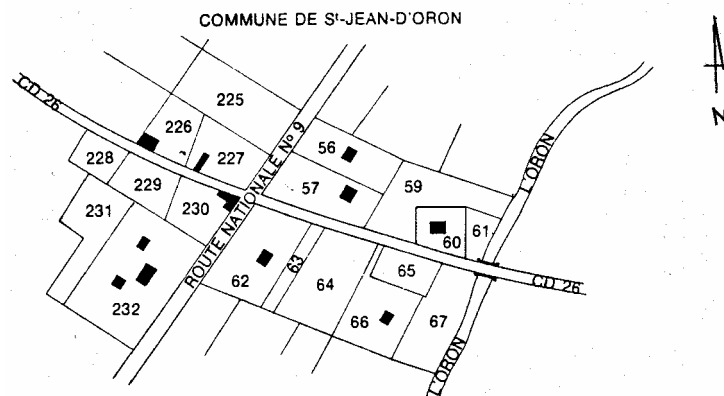 COMMUNE DE Sᵗ-JEAN-D'ORON
N
CD 26
225
226
227
228
229
230
231
232
ROUTE NATIONALE Nº 9
56
57
59
60
61
L'ORON
62
63
64
65
66
67
CD 26
L'ORON